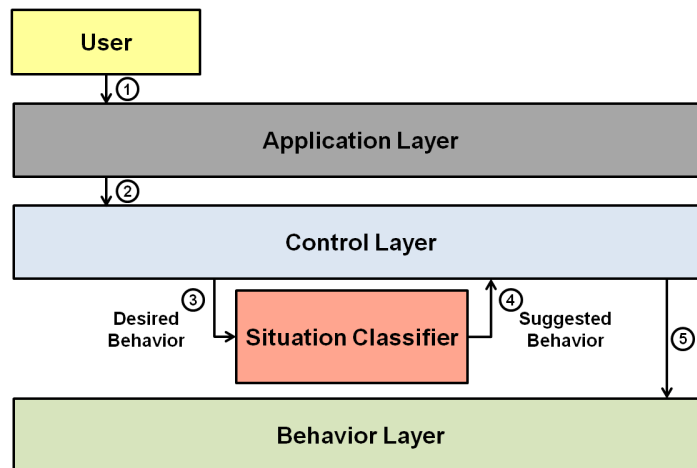 User
1
Application Layer
2
Control Layer
3
4
Desired
Behavior
Situation Classifier
Suggested
Behavior
5
Behavior Layer